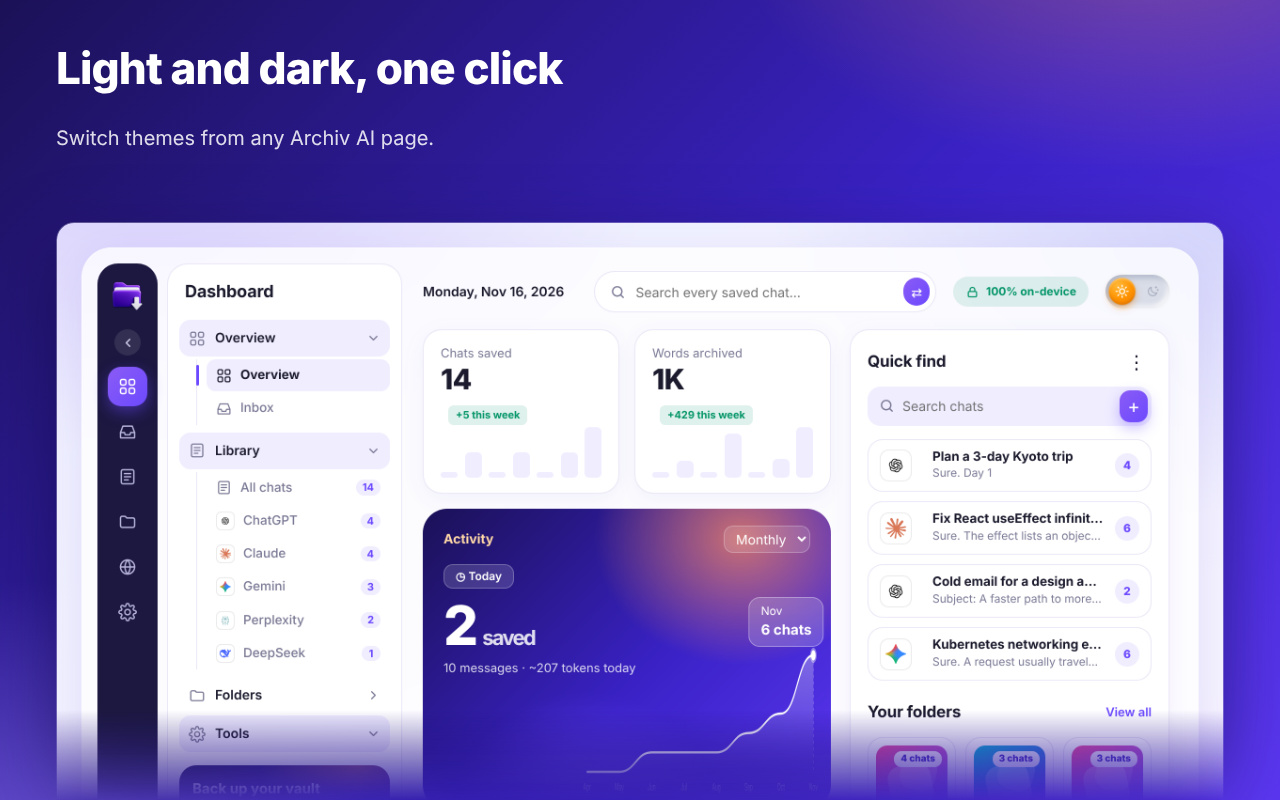 Light and dark, one click
Switch themes from any Archiv AI page.
Dashboard
Overview
Overview
Inbox
Library
All chats 14
ChatGPT 4
Claude 4
Gemini 3
Perplexity 2
DeepSeek 1
Folders
Tools
Back up your vault
Monday, Nov 16, 2026
Search every saved chat...
100% on-device
Chats saved
14
+5 this week
Words archived
1K
+429 this week
Activity
Monthly
Today
2 saved
10 messages · ~207 tokens today
Nov
6 chats
Quick find
Search chats
Plan a 3-day Kyoto trip
Sure. Day 1
4
Fix React useEffect infinit...
Sure. The effect lists an objec...
6
Cold email for a design a...
Subject: A faster path to more...
2
Kubernetes networking e...
Sure. A request usually travel...
6
Your folders
View all
4 chats
3 chats
3 chats